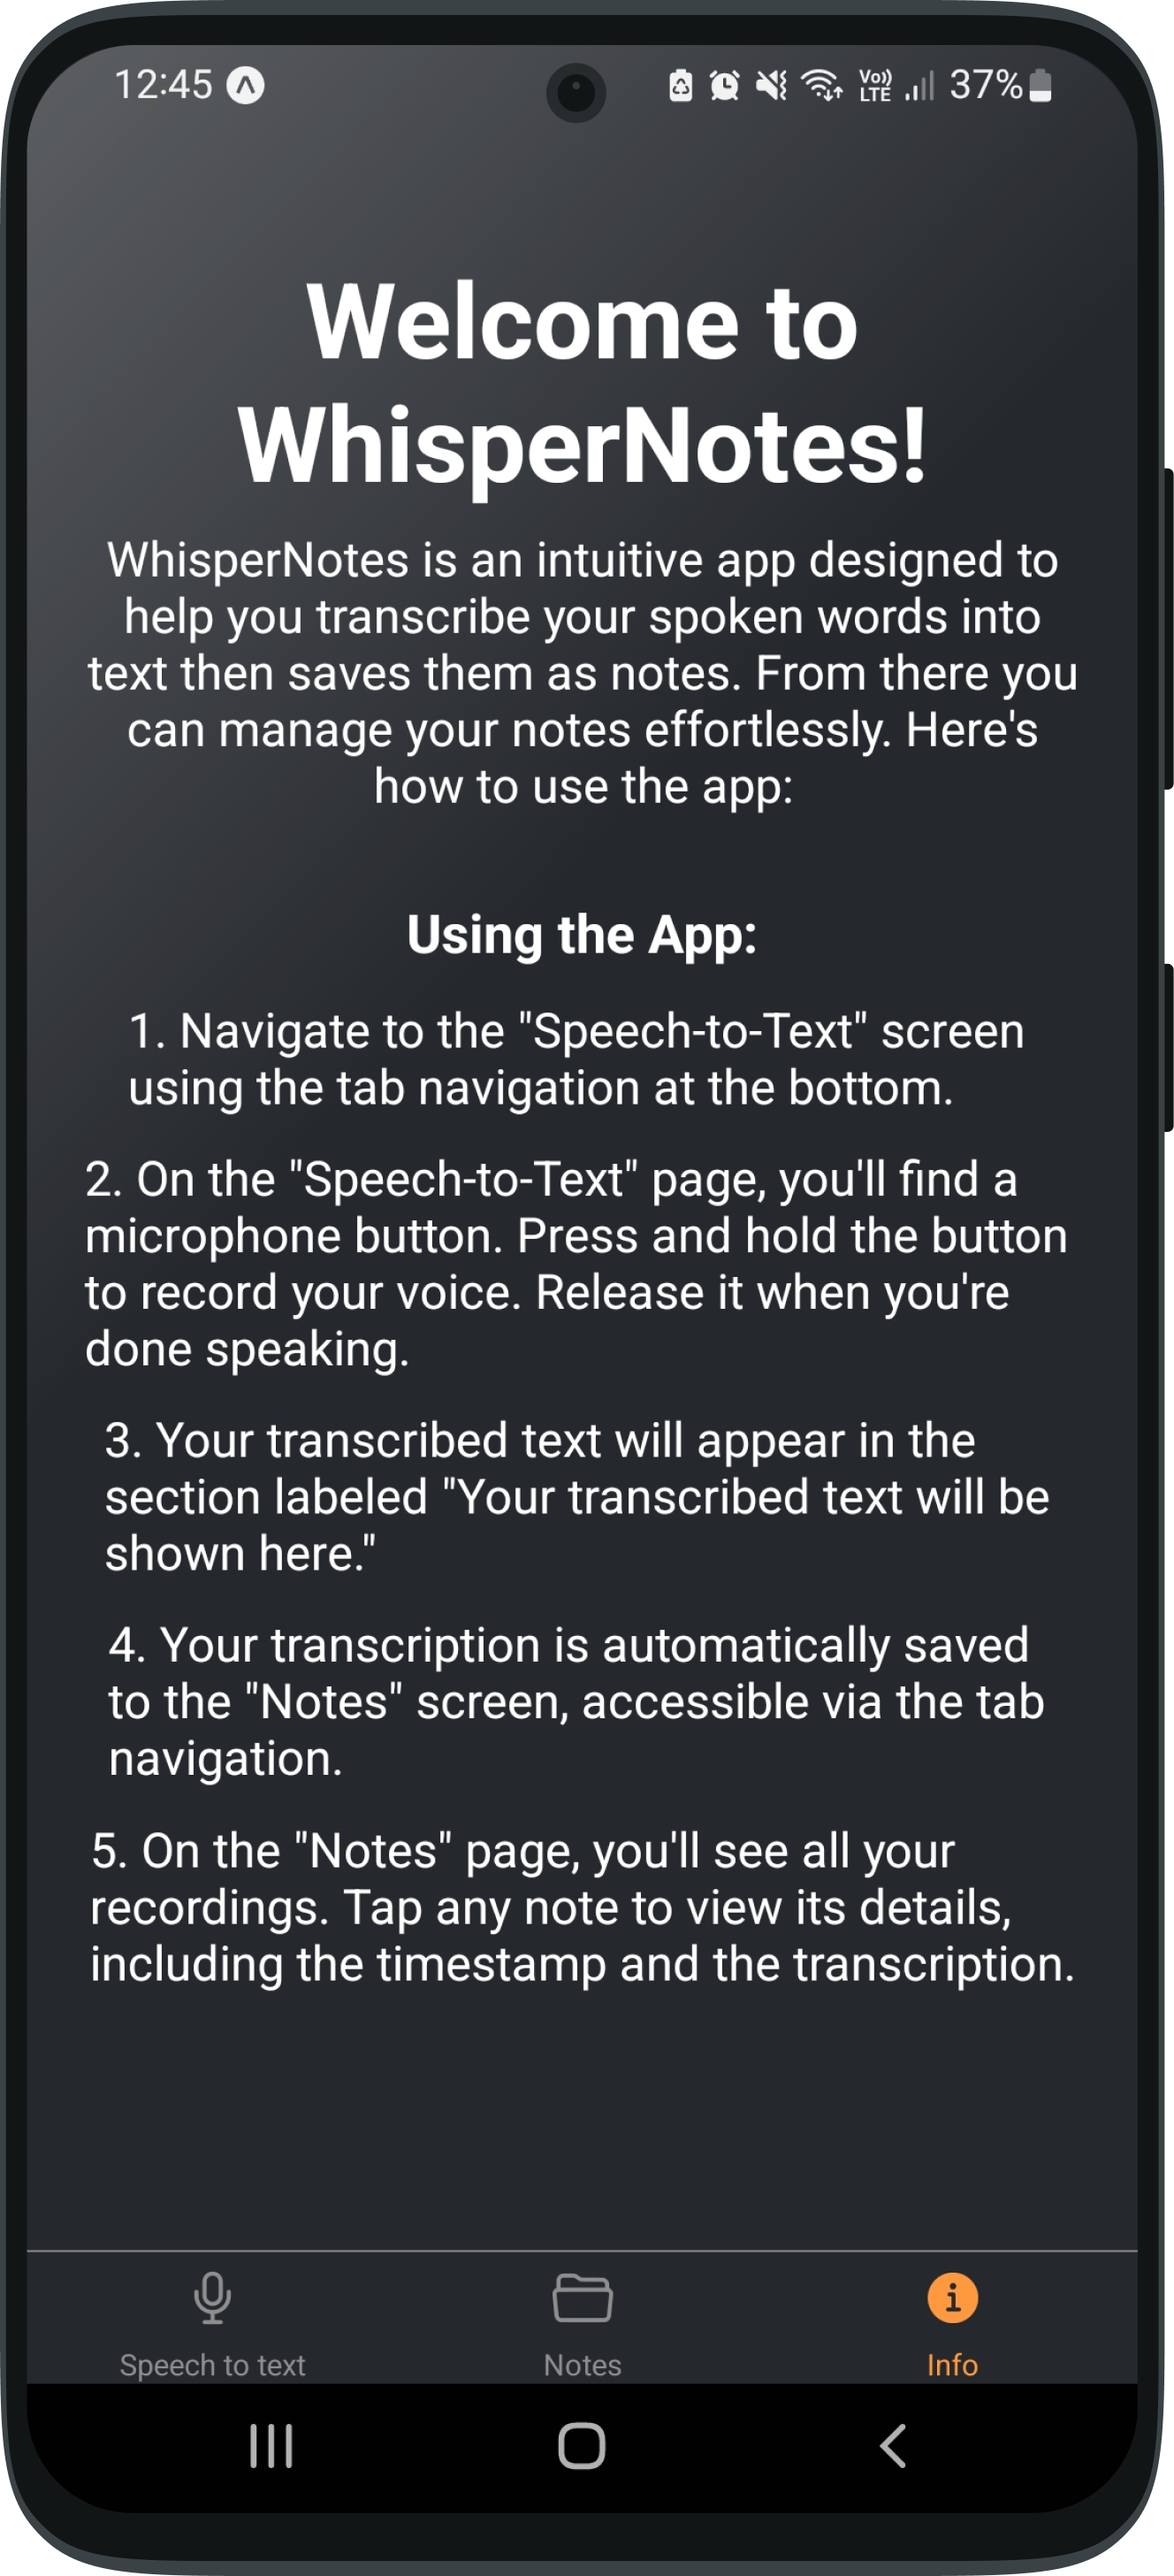 12:45
Vo))
LTE
37%
Welcome to
WhisperNotes!
WhisperNotes is an intuitive app designed to
help you transcribe your spoken words into
text then saves them as notes. From there you
can manage your notes effortlessly. Here's
how to use the app:
Using the App:
1. Navigate to the "Speech-to-Text" screen
using the tab navigation at the bottom.
2. On the "Speech-to-Text" page, you'll find a
microphone button. Press and hold the button
to record your voice. Release it when you're
done speaking.
3. Your transcribed text will appear in the
section labeled "Your transcribed text will be
shown here."
4. Your transcription is automatically saved
to the "Notes" screen, accessible via the tab
navigation.
5. On the "Notes" page, you'll see all your
recordings. Tap any note to view its details,
including the timestamp and the transcription.
Speech to text
Notes
Info